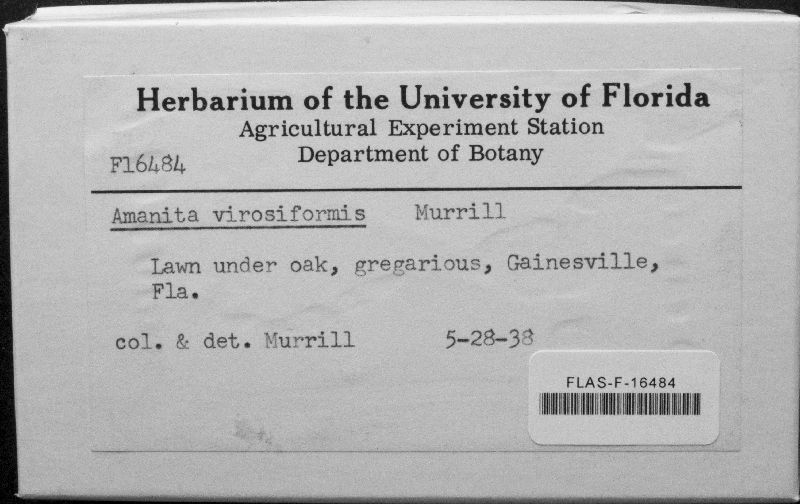 Herbarium of the University of Florida
Agricultural Experiment Station
Department of Botany
F16484
Amanita virosiformis Murrill
Lawn under oak, gregarious, Gainesville,
Fla.
col. & det. Murrill 5-28-38
FLAS-F-16484